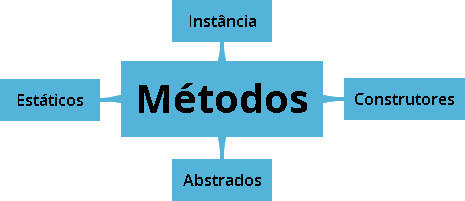 Instância
Estáticos
Métodos
Construtores
Abstrados